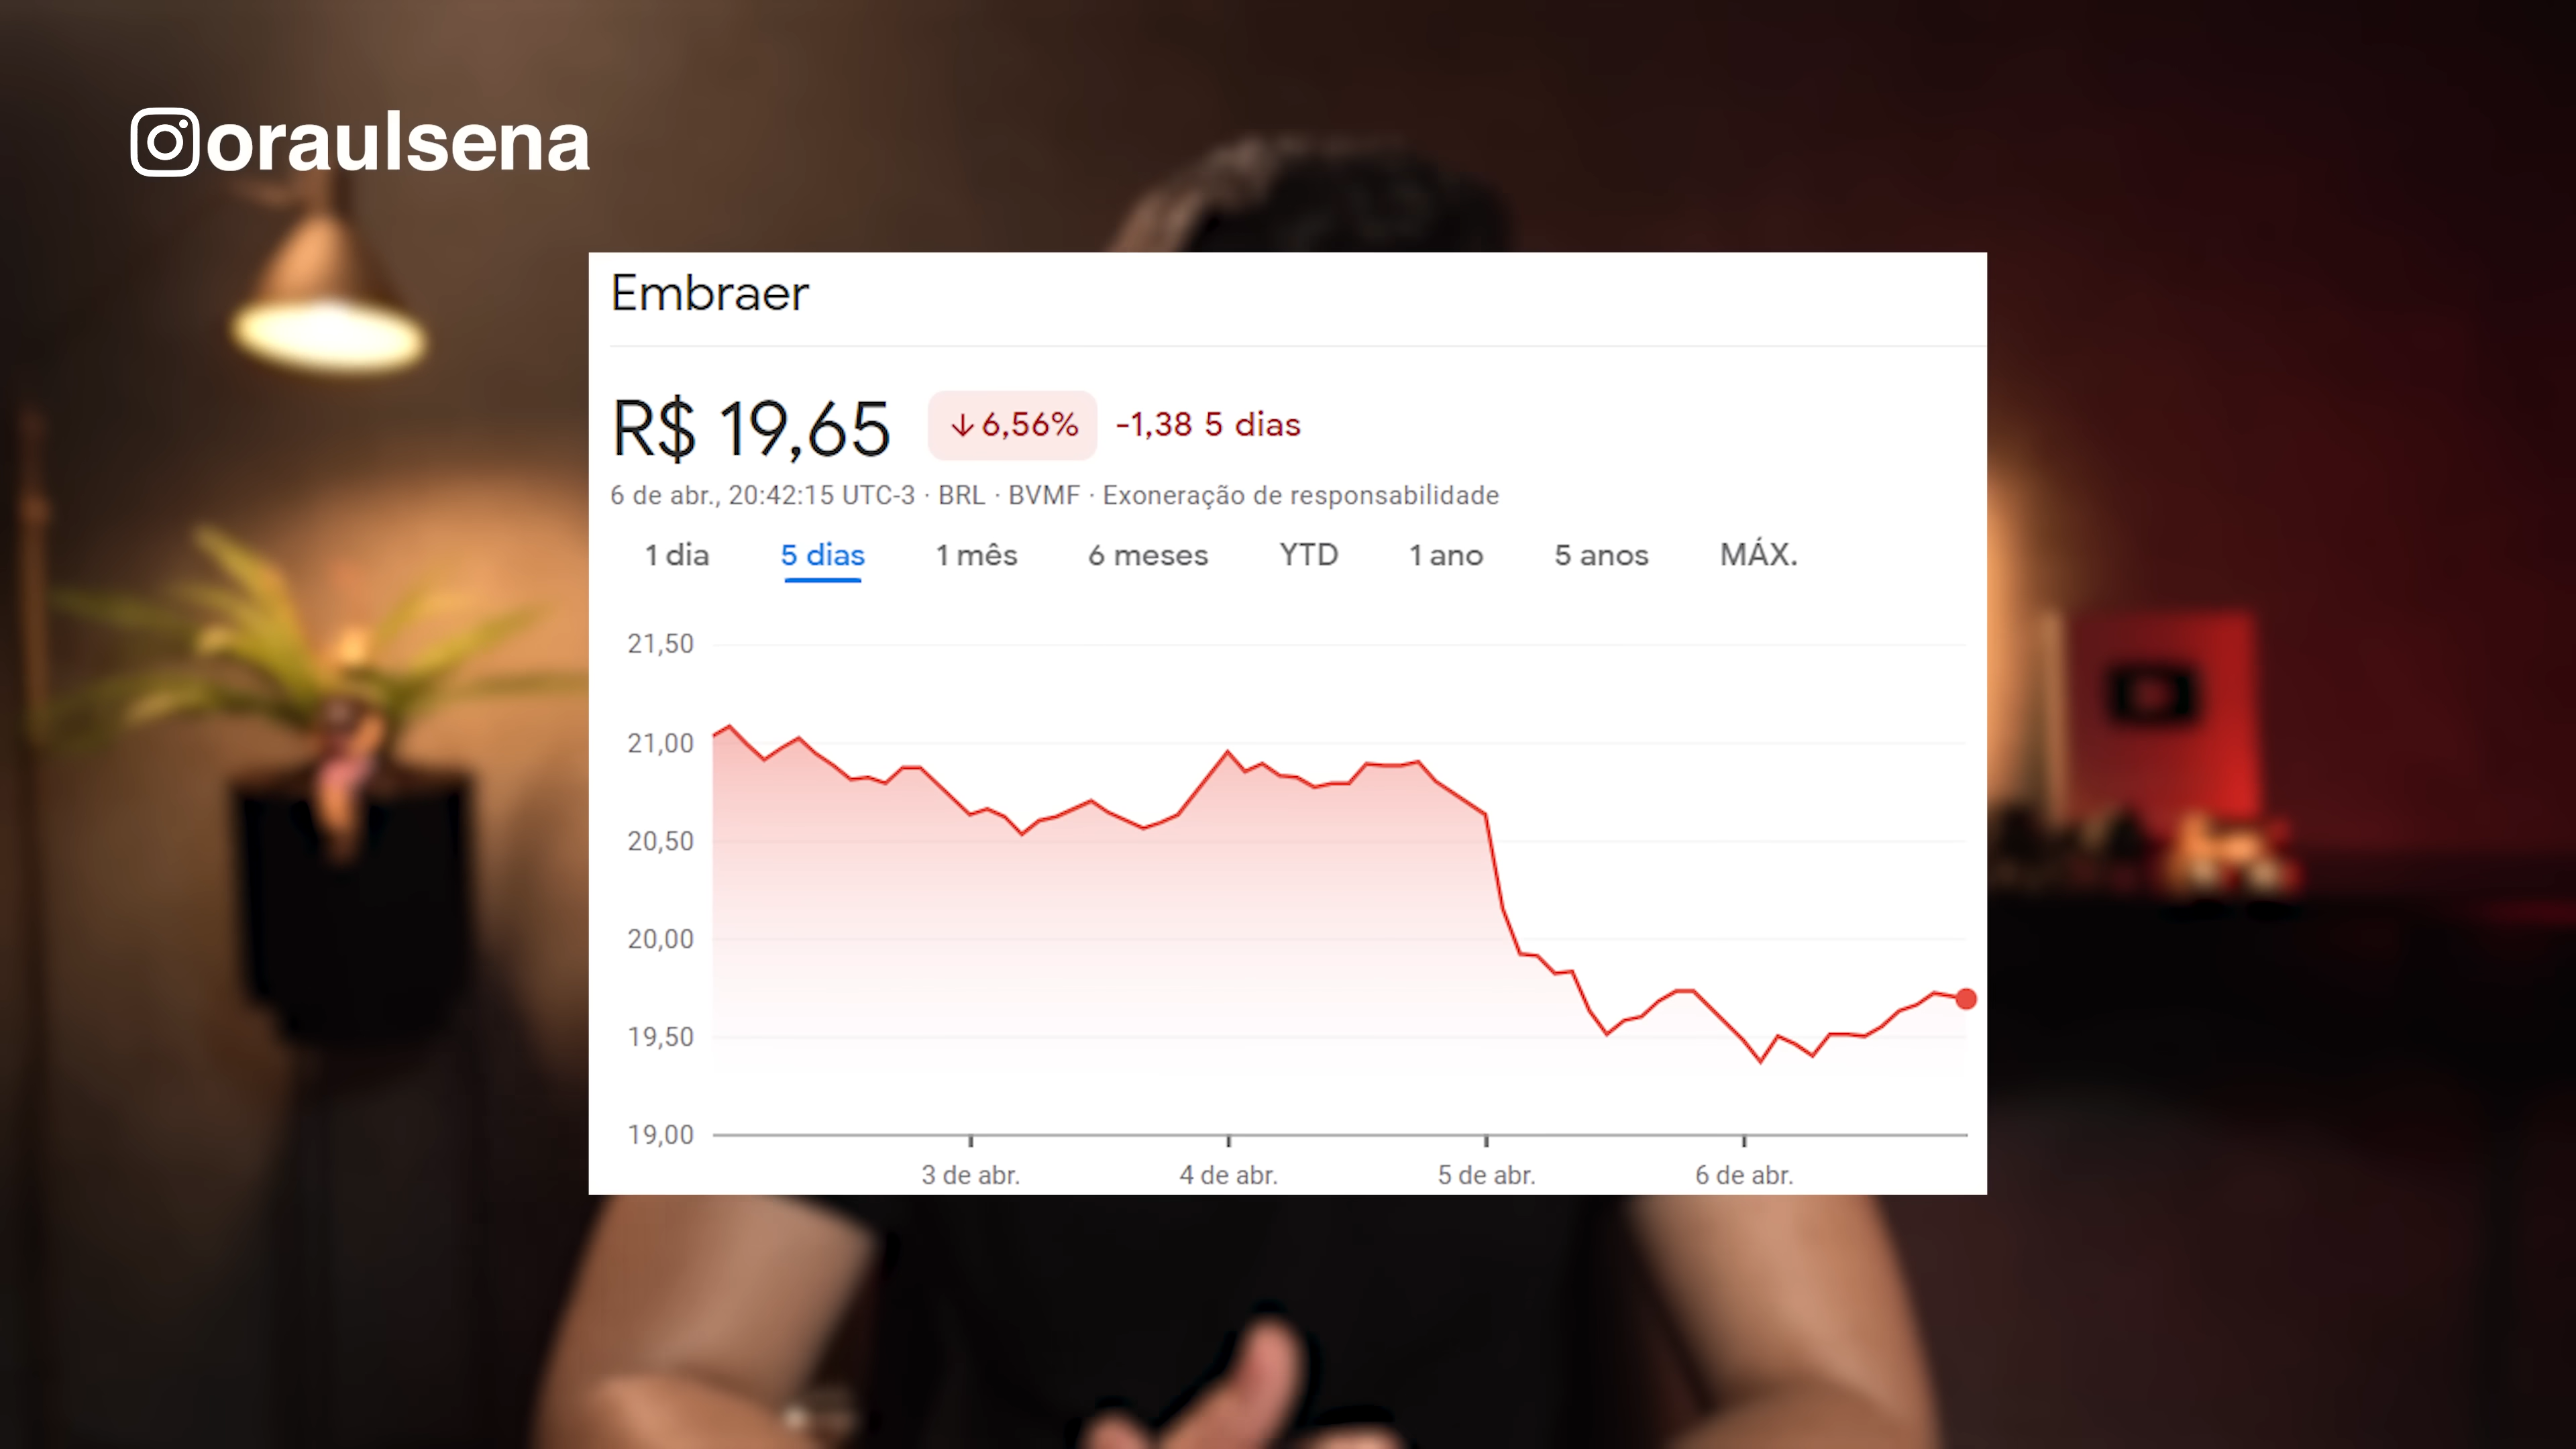 oraulsena
Embraer
R$ 19,65 ↓6,56% -1,38 5 dias
6 de abr., 20:42:15 UTC-3 · BRL · BVMF · Exoneração de responsabilidade
1 dia 5 dias 1 mês 6 meses YTD 1 ano 5 anos MÁX.
21,50
21,00
20,50
20,00
19,50
19,00
3 de abr. 4 de abr. 5 de abr. 6 de abr.